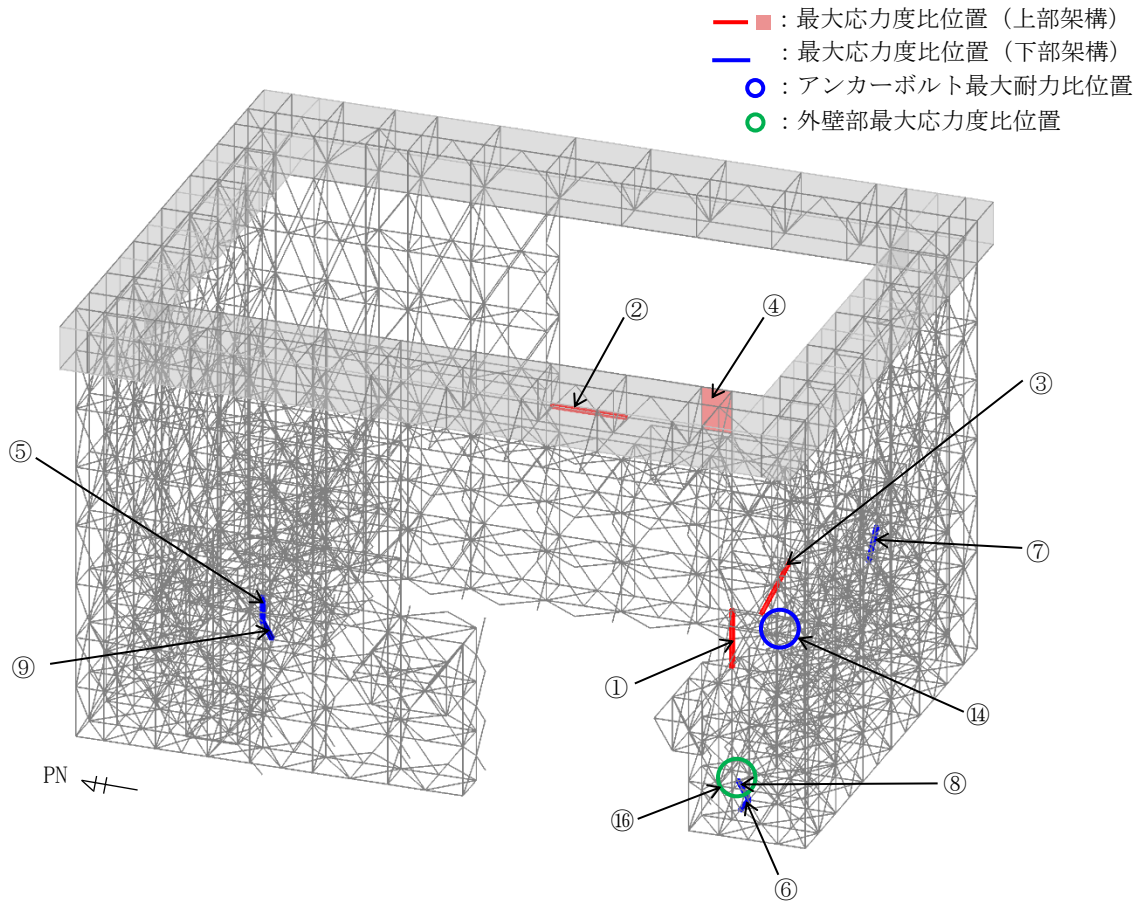 ：最大応力度比位置（上部架構）
：最大応力度比位置（下部架構）
：アンカーボルト最大耐力比位置
：外壁部最大応力度比位置
②
④
③
⑤
⑦
⑨
①
⑭
PN
⑧
⑯
⑥